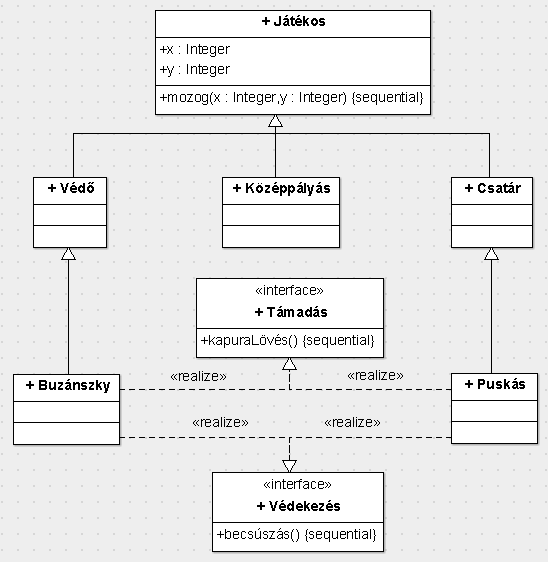 + Játékos
+x : Integer
+y : Integer
+mozog(x : Integer,y : Integer) {sequential}
+ Védő
+ Középpályás
+ Csatár
«interface»
+ Támadás
+kapuraLövés() {sequential}
«realize»
«realize»
+ Buzánszky
+ Puskás
«realize»
«realize»
«interface»
+ Védekezés
+becsúszás() {sequential}